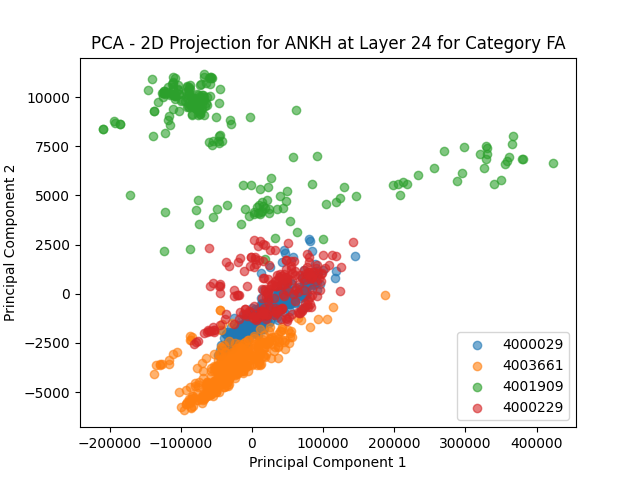 PCA - 2D Projection for ANKH at Layer 24 for Category FA
Principal Component 2
10000
7500
5000
2500
0
−2500
−5000
4000029
4003661
4001909
4000229
−200000 −100000 0 100000 200000 300000 400000
Principal Component 1